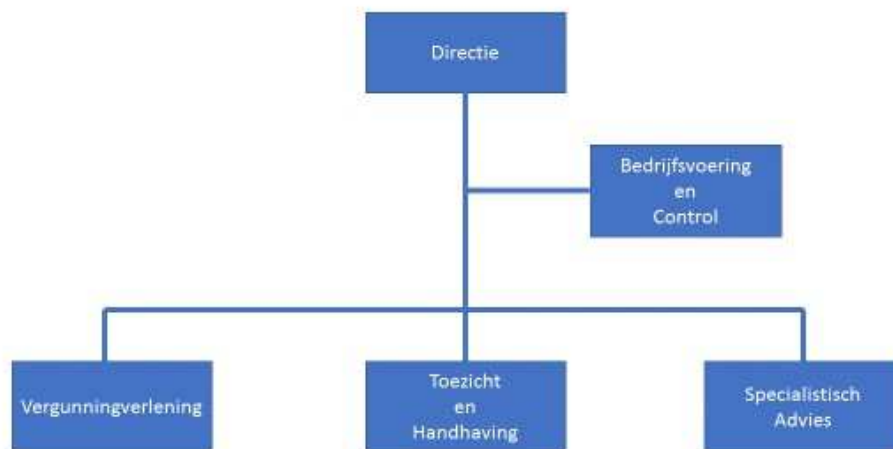 Directie
Bedrijfsvoering
en
Control
Vergunningverlening
Toezicht
en
Handhaving
Specialistisch
Advies